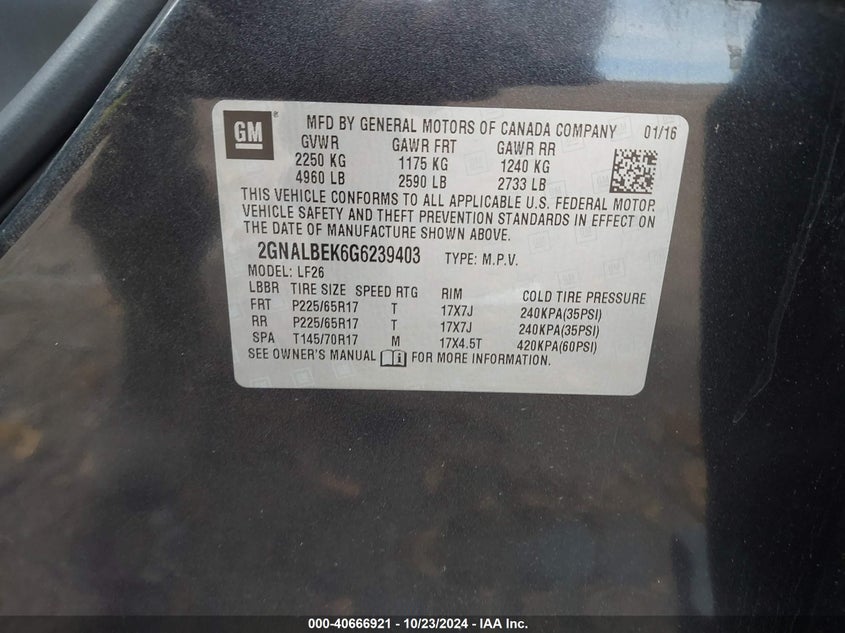 GM ® MFD BY GENERAL MOTORS OF CANADA COMPANY 01/16
GVWR GAWR FRT GAWR RR
2250 KG 1175 KG 1240 KG
4960 LB 2590 LB 2733 LB
THIS VEHICLE CONFORMS TO ALL APPLICABLE U.S. FEDERAL MOTOR
VEHICLE SAFETY AND THEFT PREVENTION STANDARDS IN EFFECT ON
THE DATE OF MANUFACTURE SHOWN ABOVE.
2GNALBEK6G6239403 TYPE: M.P.V.
MODEL: LF26
LBBR TIRE SIZE SPEED RTG RIM COLD TIRE PRESSURE
FRT P225/65R17 T 17X7J 240KPA(35PSI)
RR P225/65R17 T 17X7J 240KPA(35PSI)
SPA T145/70R17 M 17X4.5T 420KPA(60PSI)
SEE OWNER'S MANUAL FOR MORE INFORMATION.
000-40666921 - 10/23/2024 - IAA Inc.